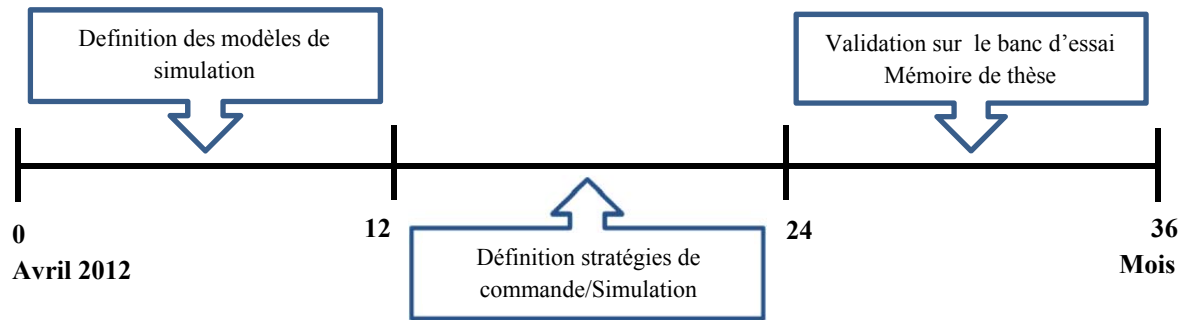 Definition des modèles de
simulation
Validation sur le banc d’essai
Mémoire de thèse
0
12
24
36
Avril 2012
Mois
Définition stratégies de
commande/Simulation